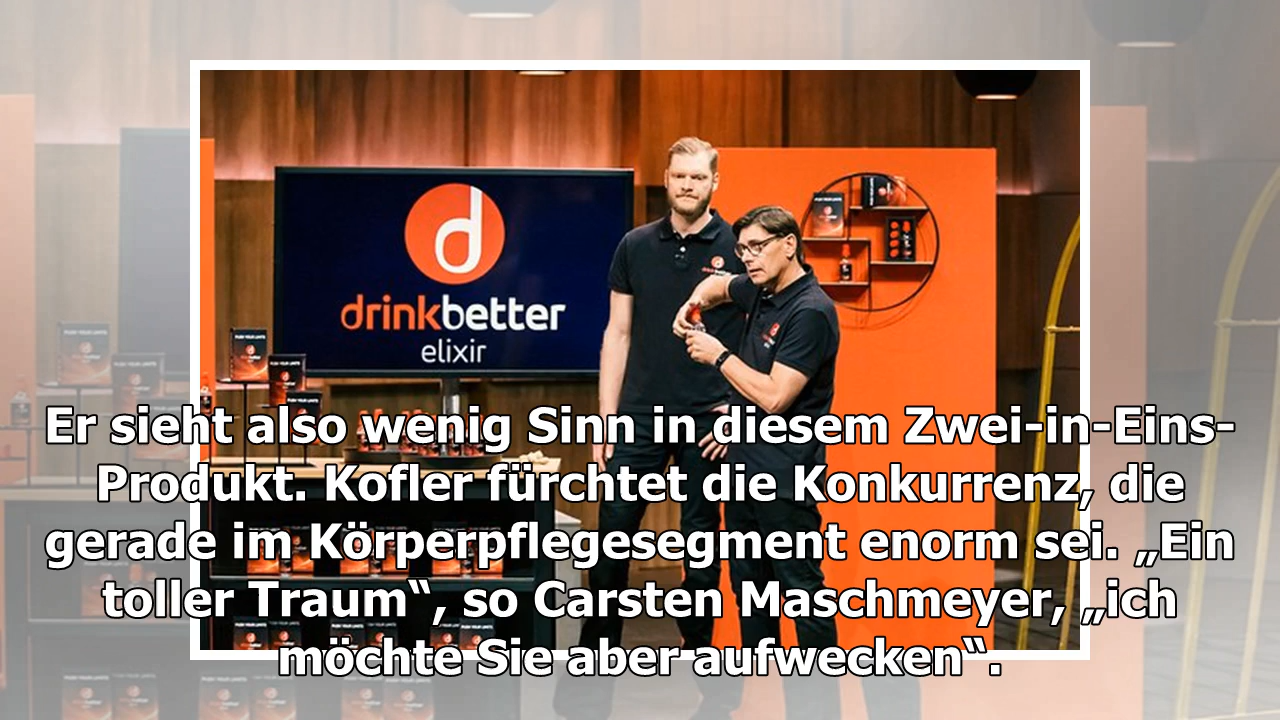 d
drinkbetter
elixir
Er sieht also wenig Sinn in diesem Zwei-in-Eins-
Produkt. Kofler fürchtet die Konkurrenz, die
gerade im Körperpflegesegment enorm sei. „Ein
toller Traum“, so Carsten Maschmeyer, „ich
möchte Sie aber aufwecken“.